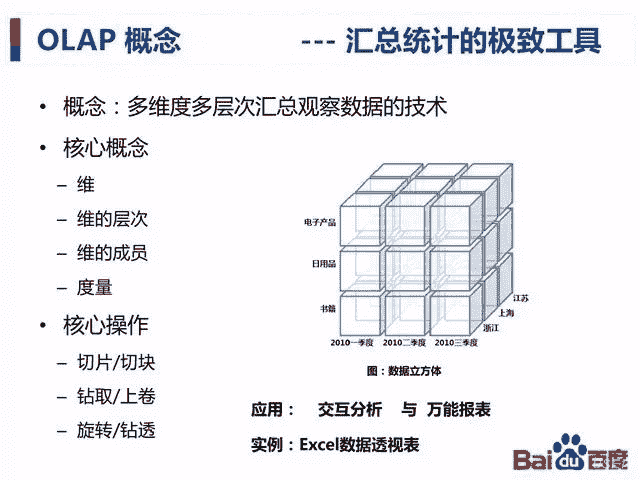 OLAP 概念 --- 汇总统计的极致工具
• 概念：多维度多层次汇总观察数据的技术
• 核心概念
– 维
– 维的层次
– 维的成员
– 度量
• 核心操作
– 切片/切块
– 钻取/上卷
– 旋转/钻透
电子产品
日用品
书籍
江苏
上海
浙江
2010一季度 2010二季度 2010三季度
图：数据立方体
应用： 交互分析 与 万能报表
实例：Excel数据透视表
Bai du 百度